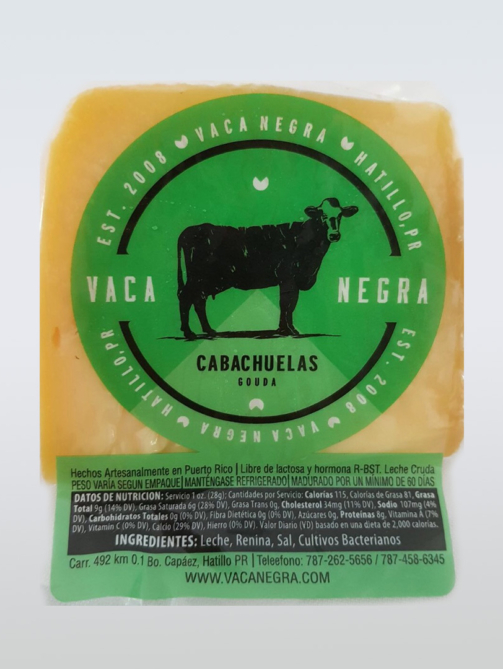 EST. 2008 VACA NEGRA HATILLO, PR
VACA NEGRA
CABACHUELAS
GOUDA
HATILLO, PR VACA NEGRA EST. 2008
Hechos Artesanalmente en Puerto Rico | Libre de lactosa y hormona R-BST. Leche Cruda
PESO VARÍA SEGUN EMPAQUE| MANTÉNGASE REFRIGERADO| MADURADO POR UN MÍNIMO DE 60 DÍAS
DATOS DE NUTRICION: Servicio 1 oz. (28g); Cantidades por Servicio: Calorías 115, Calorías de Grasa 81, Grasa
Total 9g (14% DV), Grasa Saturada 6g (28% DV), Grasa Trans 0g, Cholesterol 34mg (11% DV), Sodio 107mg (4%
DV), Carbohidratos Totales 0g (0% DV), Fibra Dietética 0g (0% DV), Azúcares 0g, Proteínas 8g, Vitamina A (7%
DV), Vitamin C (0% DV), Calcio (29% DV), Hierro (0% DV). Valor Diario (VD) basado en una dieta de 2,000 calorías.
INGREDIENTES: Leche, Renina, Sal, Cultivos Bacterianos
Carr. 492 km 0.1 Bo. Capáez, Hatillo PR | Teleefono: 787-262-5656 / 787-458-6345
WWW.VACANEGRA.COM